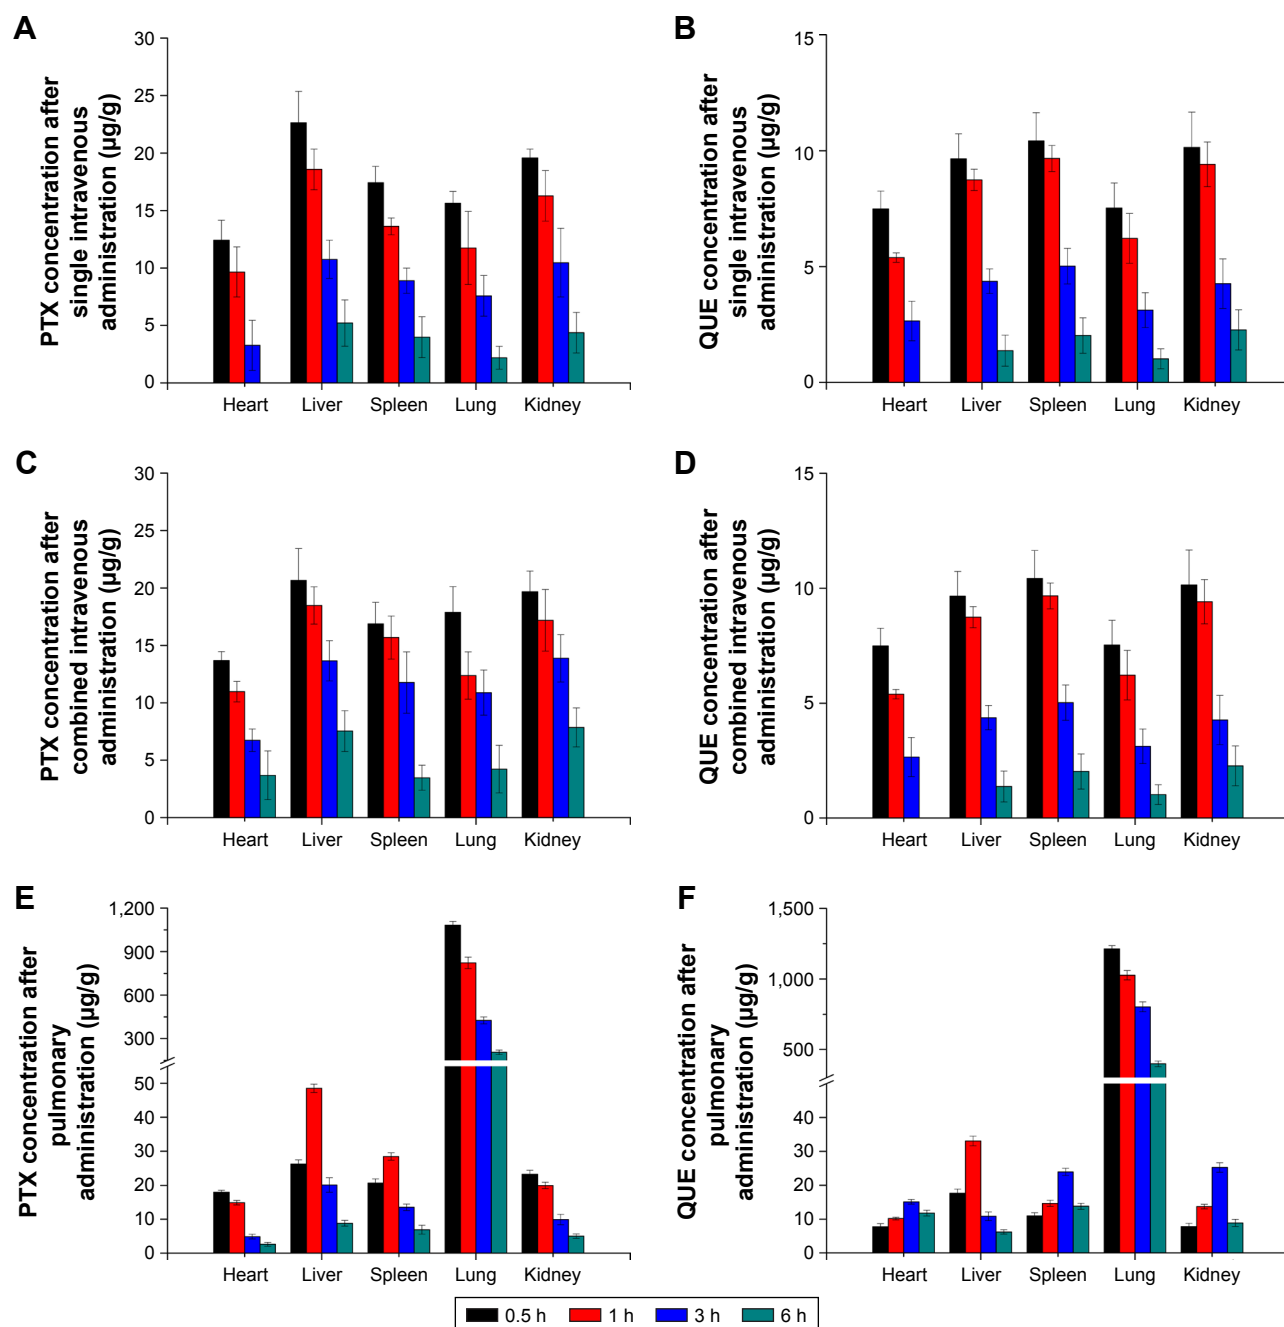 A
PTX concentration after
single intravenous
administration (µg/g)
30
25
20
15
10
5
0
Heart Liver Spleen Lung Kidney
B
QUE concentration after
single intravenous
administration (µg/g)
15
10
5
0
Heart Liver Spleen Lung Kidney
C
PTX concentration after
combined intravenous
administration (µg/g)
30
25
20
15
10
5
0
Heart Liver Spleen Lung Kidney
D
QUE concentration after
combined intravenous
administration (µg/g)
15
10
5
0
Heart Liver Spleen Lung Kidney
E
PTX concentration after
pulmonary
administration (µg/g)
1,200
900
600
300
50
40
30
20
10
0
Heart Liver Spleen Lung Kidney
F
QUE concentration after
pulmonary
administration (µg/g)
1,500
1,000
500
40
30
20
10
0
Heart Liver Spleen Lung Kidney
0.5 h 1 h 3 h 6 h